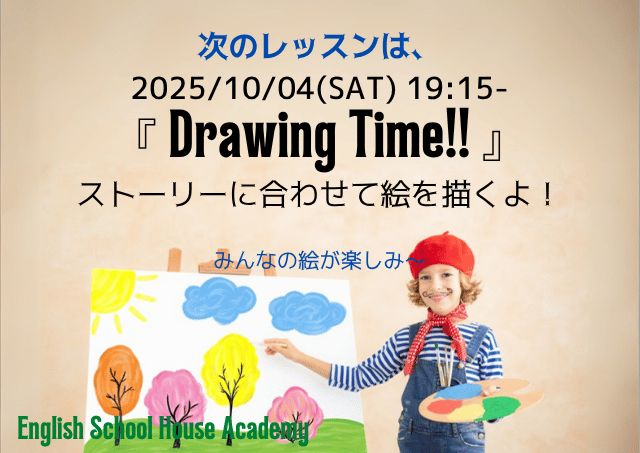 次のレッスンは、
2025/10/04(SAT) 19:15-
『 Drawing Time!! 』
ストーリーに合わせて絵を描くよ！
みんなの絵が楽しみ〜
English School House Academy